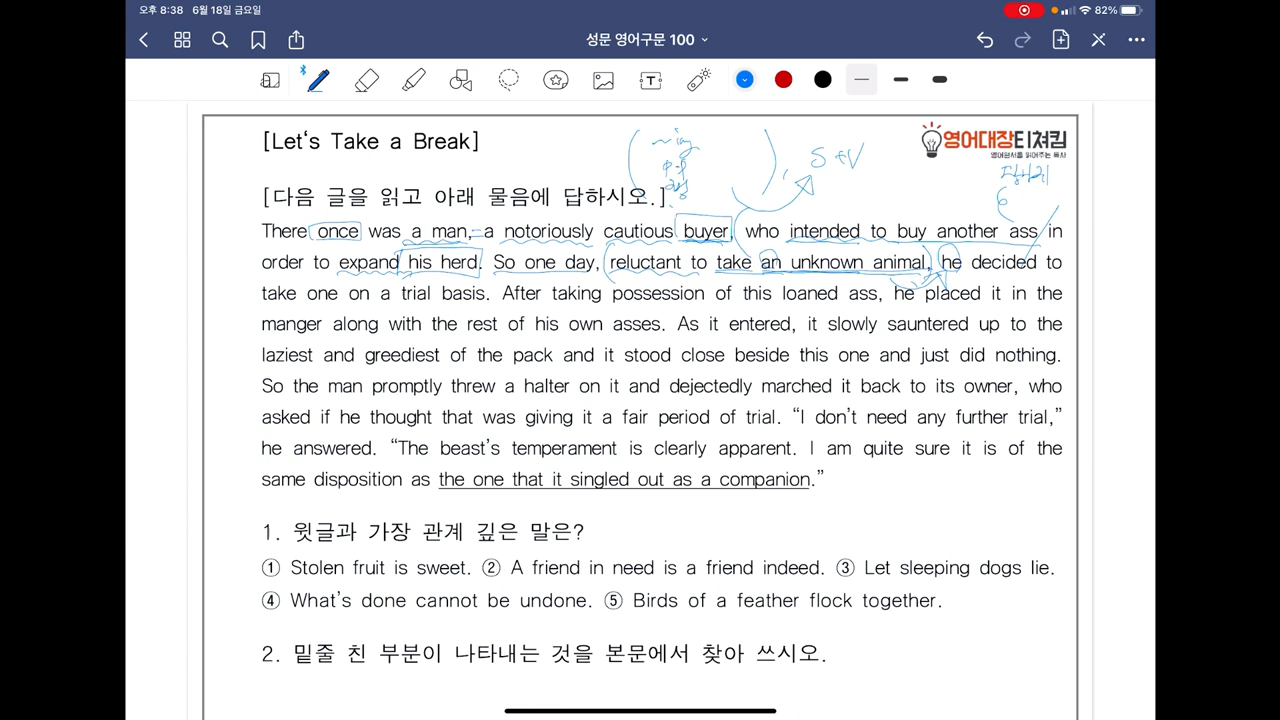 오후 8:38 6월 18일 금요일
82%
성문 영어구문 100
[Let's Take a Break]
~ing
p.p
S+V
영어대장티쳐킴
[다음 글을 읽고 아래 물음에 답하시오.]
There once was a man, a notoriously cautious buyer, who intended to buy another ass in
order to expand his herd. So one day, reluctant to take an unknown animal, he decided to
take one on a trial basis. After taking possession of this loaned ass, he placed it in the
manger along with the rest of his own asses. As it entered, it slowly sauntered up to the
laziest and greediest of the pack and it stood close beside this one and just did nothing.
So the man promptly threw a halter on it and dejectedly marched it back to its owner, who
asked if he thought that was giving it a fair period of trial. “I don't need any further trial,”
he answered. “The beast's temperament is clearly apparent. I am quite sure it is of the
same disposition as the one that it singled out as a companion.”
1. 윗글과 가장 관계 깊은 말은?
① Stolen fruit is sweet. ② A friend in need is a friend indeed. ③ Let sleeping dogs lie.
④ What's done cannot be undone. ⑤ Birds of a feather flock together.
2. 밑줄 친 부분이 나타내는 것을 본문에서 찾아 쓰시오.